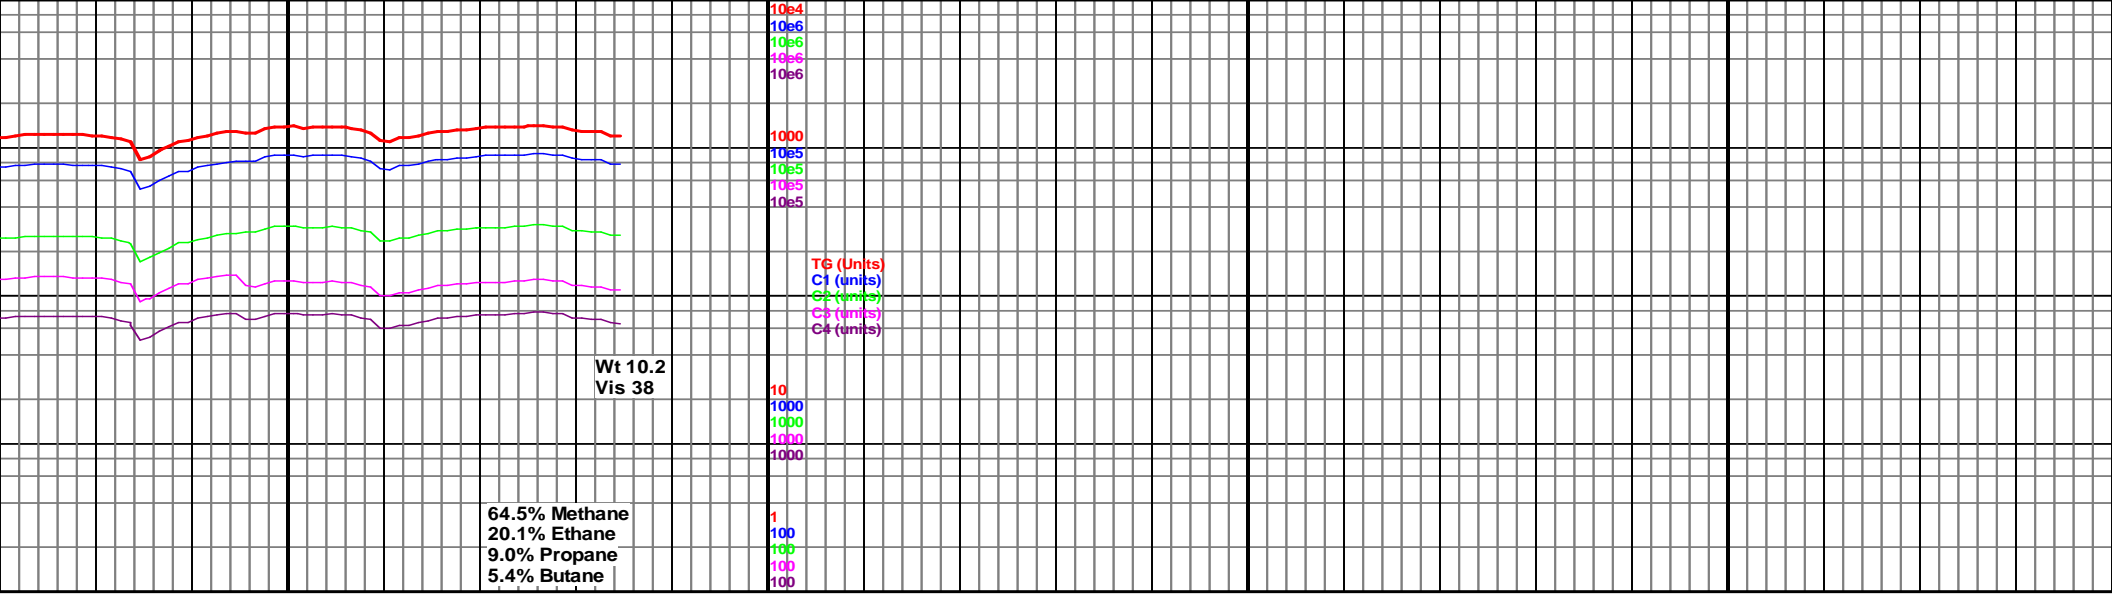 10e4
10e6
10e6
10e6
10e6
1000
10e5
10e5
10e5
10e5
TG (Units)
C1 (units)
C2 (units)
C3 (units)
C4 (units)
Wt 10.2
Vis 38
10
1000
1000
1000
1000
64.5% Methane
20.1% Ethane
9.0% Propane
5.4% Butane
1
100
100
100
100